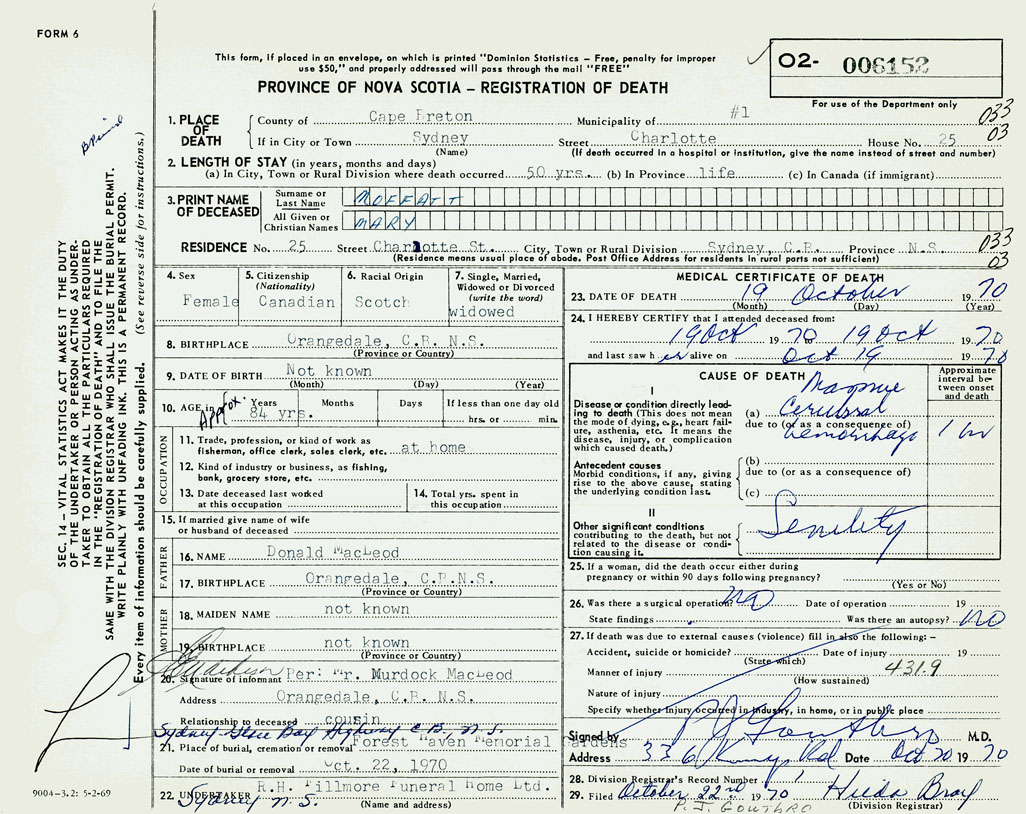 FORM 6
This form, if placed in an envelope, on which is printed "Dominion Statistics – Free, penalty for improper
use $50," and properly addressed will pass through the mail "FREE"
02- 006152
PROVINCE OF NOVA SCOTIA – REGISTRATION OF DEATH
For use of the Department only
033
03
1. PLACE OF DEATH
County of Cape Breton Municipality of #1
If in City or Town Sydney Street Charlotte House No. 25
(Name) (If death occurred in a hospital or institution, give the name instead of street and number)
2. LENGTH OF STAY (in years, months and days)
(a) In City, Town or Rural Division where death occurred 50 yrs. (b) In Province life (c) In Canada (if immigrant)
3. PRINT NAME OF DECEASED
Surname or Last Name MOFFATT
All Given or Christian Names MARY
RESIDENCE No. 25 Street Charlotte St. City, Town or Rural Division Sydney, C.B. Province N.S.
033
03
(Residence means usual place of abode. Post Office Address for residents in rural parts not sufficient)
4. Sex
Female
5. Citizenship
(Nationality)
Canadian
6. Racial Origin
Scotch
7. Single, Married,
Widowed or Divorced
(write the word)
widowed
8. BIRTHPLACE Orangedale, C.B. N.S.
(Province or Country)
9. DATE OF BIRTH Not known
(Month) (Day) (Year)
10. AGE in Approx. Years Months Days If less than one day old
84 yrs. hrs. or min.
OCCUPATION
11. Trade, profession, or kind of work as
fisherman, office clerk, sales clerk, etc. at home
12. Kind of industry or business, as fishing,
bank, grocery store, etc.
13. Date deceased last worked
at this occupation
14. Total yrs. spent in
this occupation
15. If married give name of wife
or husband of deceased
FATHER
16. NAME Donald MacLeod
17. BIRTHPLACE Orangedale, C.B.N.S.
(Province or Country)
MOTHER
18. MAIDEN NAME not known
19. BIRTHPLACE not known
(Province or Country)
20. Signature of informant Per: Mr. Murdock MacLeod
Address Orangedale, C.B. N.S.
Relationship to deceased cousin
Sydney Glace Bay Highway C.B., N.S.
21. Place of burial, cremation or removal Forest Haven Memorial Gardens
Date of burial or removal Oct. 22, 1970
22. UNDERTAKER R.H. Fillmore Funeral Home Ltd.
Sydney N.S. (Name and address)
MEDICAL CERTIFICATE OF DEATH
23. DATE OF DEATH 19 October 1970
(Month) (Day) (Year)
24. I HEREBY CERTIFY that I attended deceased from:
19 Oct 1970 to 19 Oct 1970
and last saw her alive on Oct 19 1970
CAUSE OF DEATH
Approximate
interval be-
tween onset
and death
I
Disease or condition directly lead-
ing to death (This does not mean
the mode of dying, e.g., heart fail-
ure, asthenia, etc. It means the
disease, injury, or complication
which caused death.)
(a) Massive Cerebral hemorrhage
due to (or as a consequence of)
1 hr
Antecedent causes
Morbid conditions, if any, giving
rise to the above cause, stating
the underlying condition last.
(b)
due to (or as a consequence of)
(c)
II
Other significant conditions
contributing to the death, but not
related to the disease or condi-
tion causing it.
Senility
25. If a woman, did the death occur either during
pregnancy or within 90 days following pregnancy?
(Yes or No)
26. Was there a surgical operation? no Date of operation 19
State findings Was there an autopsy? no
27. If death was due to external causes (violence) fill in also the following: –
Accident, suicide or homicide? Date of injury 19
(State which)
Manner of injury 431.9
(How sustained)
Nature of injury
Specify whether injury occurred in industry, in home, or in public place
Signed by P J Gouthro M.D.
Address 336 Kings Rd Date Oct 20 1970
28. Division Registrar's Record Number
29. Filed October 22nd 1970 Hilda Bray
P. J. GOUTHRO (Division Registrar)
SEC. 14 – VITAL STATISTICS ACT MAKES IT THE DUTY
OF THE UNDERTAKER OR PERSON ACTING AS UNDER-
TAKER TO OBTAIN ALL THE PARTICULARS REQUIRED
IN THE "REGISTRATION OF DEATH" AND TO FILE THE
SAME WITH THE DIVISION REGISTRAR WHO SHALL ISSUE THE BURIAL PERMIT.
WRITE PLAINLY WITH UNFADING INK. THIS IS A PERMANENT RECORD.
Every item of information should be carefully supplied. (See reverse side for instructions.)
9004-3.2: 5-2-69